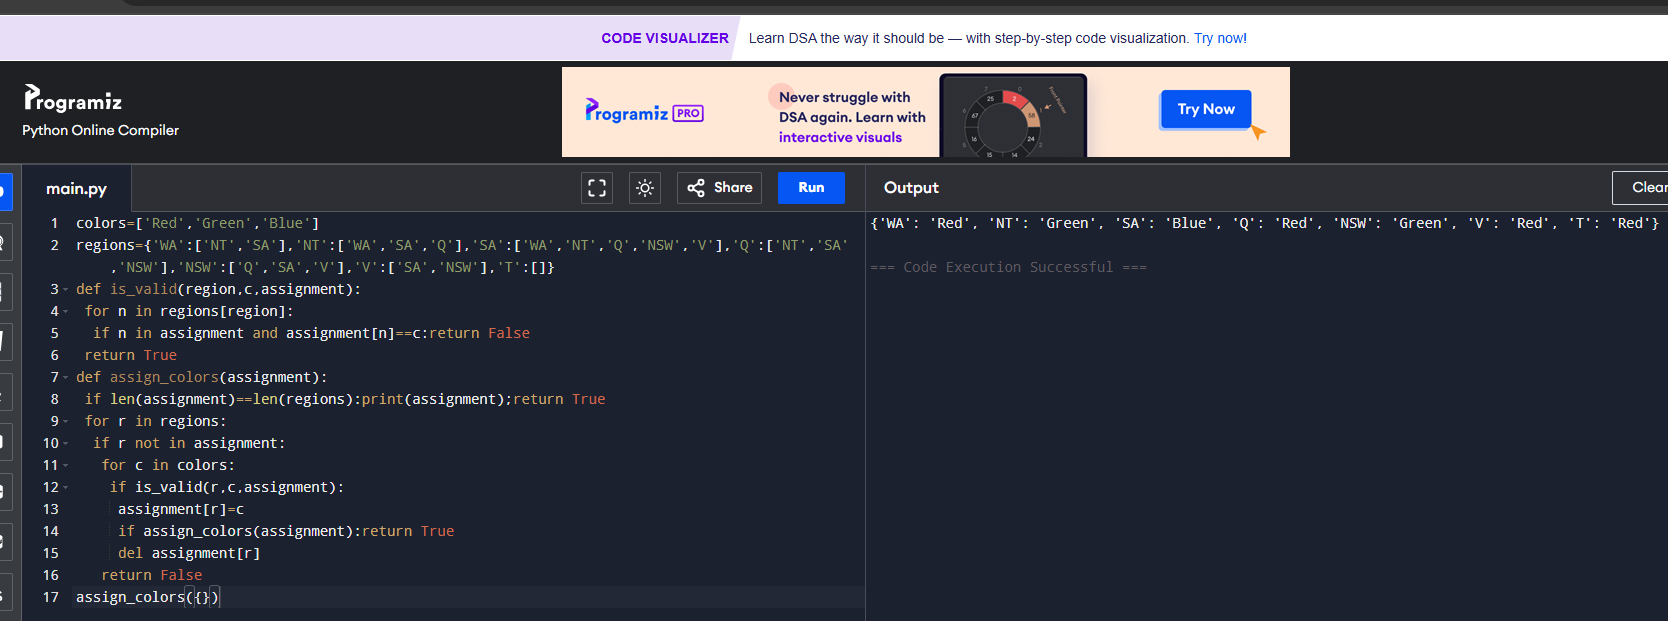 CODE VISUALIZER Learn DSA the way it should be — with step-by-step code visualization. Try now!
Programiz
Python Online Compiler
Programiz PRO
Never struggle with
DSA again. Learn with
interactive visuals
Try Now
main.py
Share
Run
Output
Clear
1 colors=['Red','Green','Blue']
2 regions={'WA':['NT','SA'],'NT':['WA','SA','Q'],'SA':['WA','NT','Q','NSW','V'],'Q':['NT','SA'
,'NSW'],'NSW':['Q','SA','V'],'V':['SA','NSW'],'T':[]}
3 def is_valid(region,c,assignment):
4  for n in regions[region]:
5   if n in assignment and assignment[n]==c:return False
6  return True
7 def assign_colors(assignment):
8  if len(assignment)==len(regions):print(assignment);return True
9  for r in regions:
10   if r not in assignment:
11    for c in colors:
12     if is_valid(r,c,assignment):
13      assignment[r]=c
14      if assign_colors(assignment):return True
15      del assignment[r]
16    return False
17 assign_colors({})
{'WA': 'Red', 'NT': 'Green', 'SA': 'Blue', 'Q': 'Red', 'NSW': 'Green', 'V': 'Red', 'T': 'Red'}
=== Code Execution Successful ===